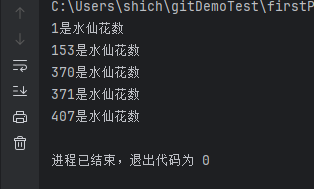 C:\Users\shich\gitDemoTest\firstP
1是水仙花数
153是水仙花数
370是水仙花数
371是水仙花数
407是水仙花数
进程已结束，退出代码为 0